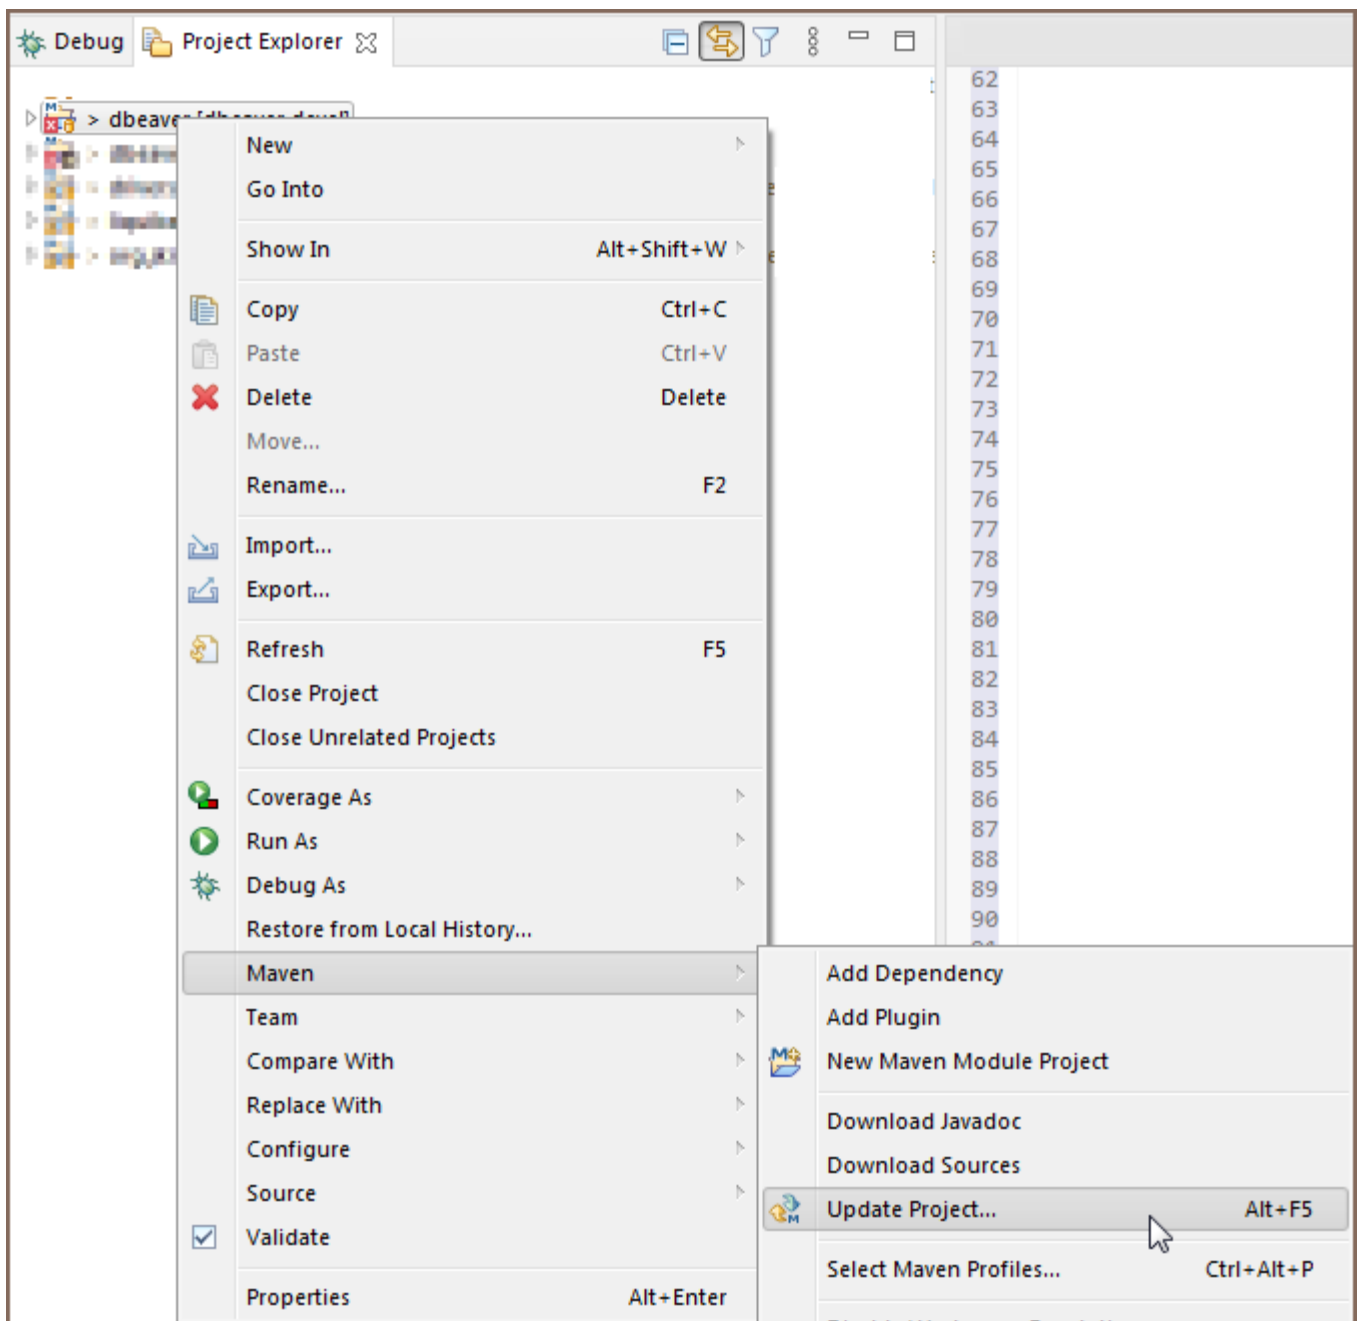 Debug Project Explorer
> dbeaver [dbeaver devel]
New
Go Into
Show In Alt+Shift+W
Copy Ctrl+C
Paste Ctrl+V
Delete Delete
Move...
Rename... F2
Import...
Export...
Refresh F5
Close Project
Close Unrelated Projects
Coverage As
Run As
Debug As
Restore from Local History...
Maven
Team
Compare With
Replace With
Configure
Source
Validate
Properties Alt+Enter
62
63
64
65
66
67
68
69
70
71
72
73
74
75
76
77
78
79
80
81
82
83
84
85
86
87
88
89
90
Add Dependency
Add Plugin
New Maven Module Project
Download Javadoc
Download Sources
Update Project... Alt+F5
Select Maven Profiles... Ctrl+Alt+P